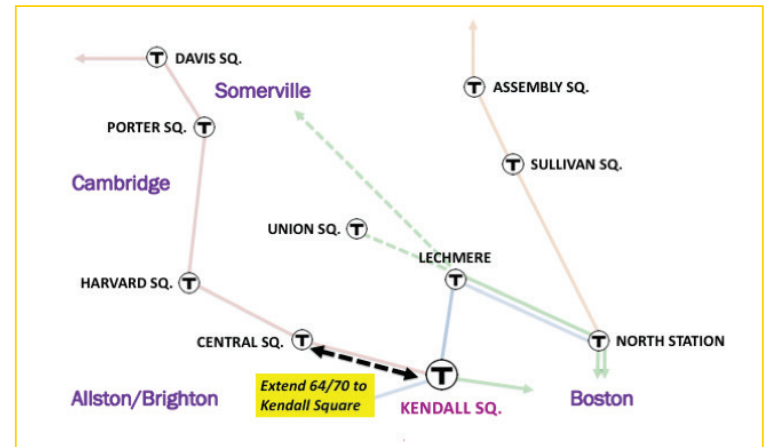 DAVIS SQ.
Somerville
ASSEMBLY SQ.
PORTER SQ.
SULLIVAN SQ.
Cambridge
UNION SQ.
LECHMERE
HARVARD SQ.
CENTRAL SQ.
NORTH STATION
Extend 64/70 to
Kendall Square
Allston/Brighton
KENDALL SQ.
Boston
T
T
T
T
T
T
T
T
T
T